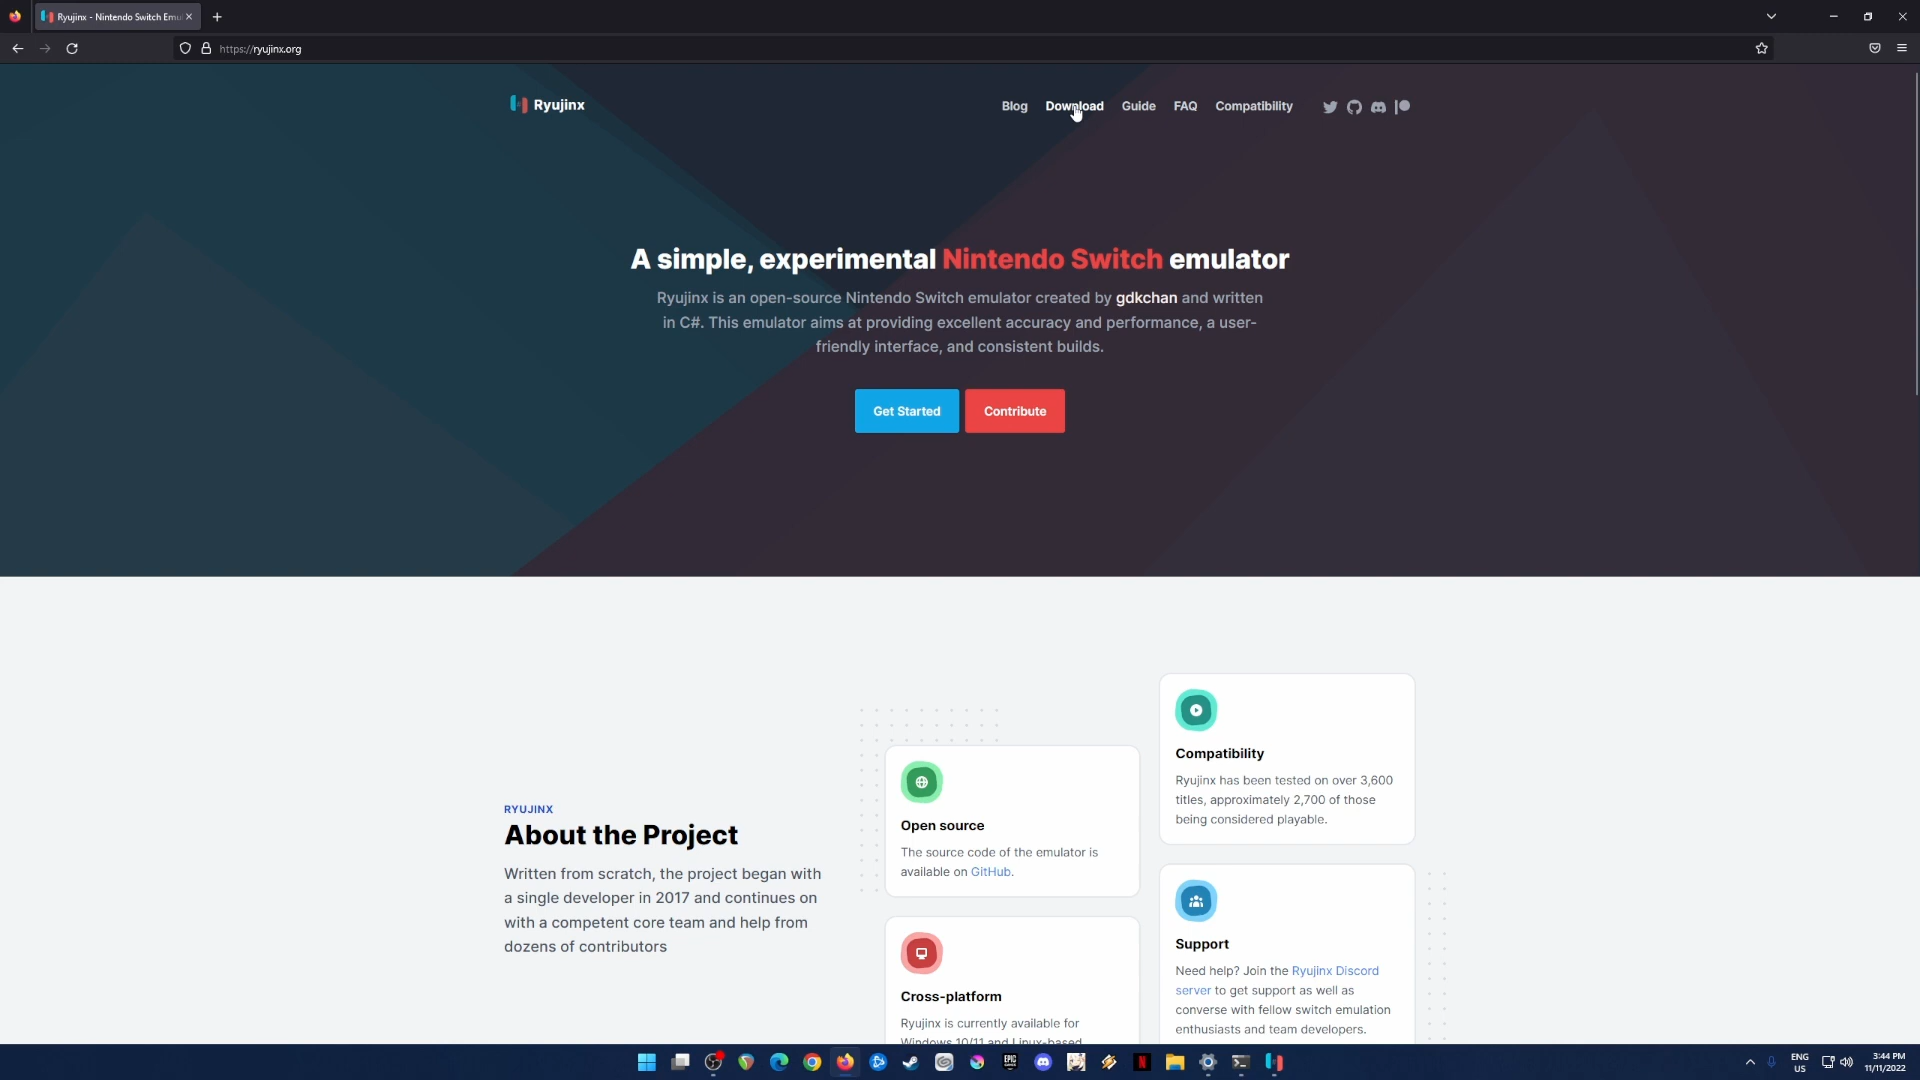 Ryujinx - Nintendo Switch Emu
https://ryujinx.org
Ryujinx
Blog Download Guide FAQ Compatibility
A simple, experimental Nintendo Switch emulator
Ryujinx is an open-source Nintendo Switch emulator created by gdkchan and written
in C#. This emulator aims at providing excellent accuracy and performance, a user-
friendly interface, and consistent builds.
Get Started Contribute
RYUJINX
About the Project
Written from scratch, the project began with
a single developer in 2017 and continues on
with a competent core team and help from
dozens of contributors
Open source
The source code of the emulator is
available on GitHub.
Cross-platform
Ryujinx is currently available for
Windows 10/11 and Linux-based
Compatibility
Ryujinx has been tested on over 3,600
titles, approximately 2,700 of those
being considered playable.
Support
Need help? Join the Ryujinx Discord
server to get support as well as
converse with fellow switch emulation
enthusiasts and team developers.
EPIC
N
ENG
US
3:44 PM
11/11/2022